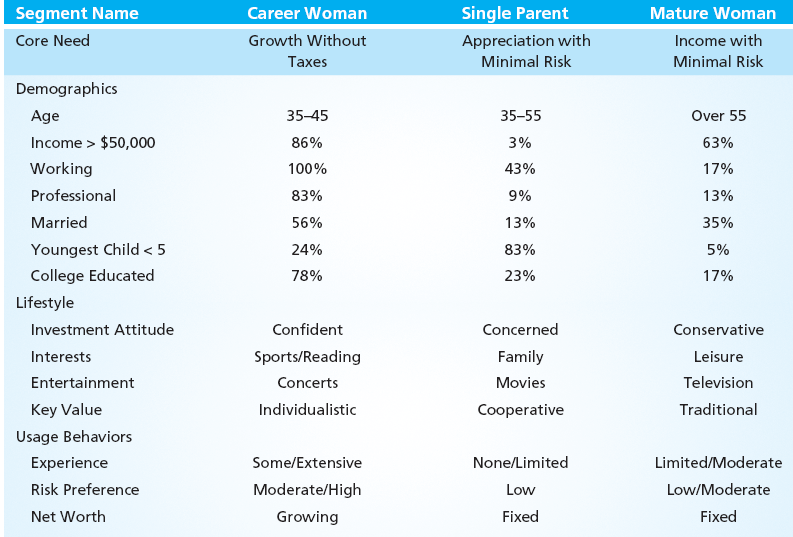 Segment Name Career Woman Single Parent Mature Woman
Core Need Growth Without Appreciation with Income with
Taxes Minimal Risk Minimal Risk
Demographics
Age 35–45 35–55 Over 55
Income > $50,000 86% 3% 63%
Working 100% 43% 17%
Professional 83% 9% 13%
Married 56% 13% 35%
Youngest Child < 5 24% 83% 5%
College Educated 78% 23% 17%
Lifestyle
Investment Attitude Confident Concerned Conservative
Interests Sports/Reading Family Leisure
Entertainment Concerts Movies Television
Key Value Individualistic Cooperative Traditional
Usage Behaviors
Experience Some/Extensive None/Limited Limited/Moderate
Risk Preference Moderate/High Low Low/Moderate
Net Worth Growing Fixed Fixed